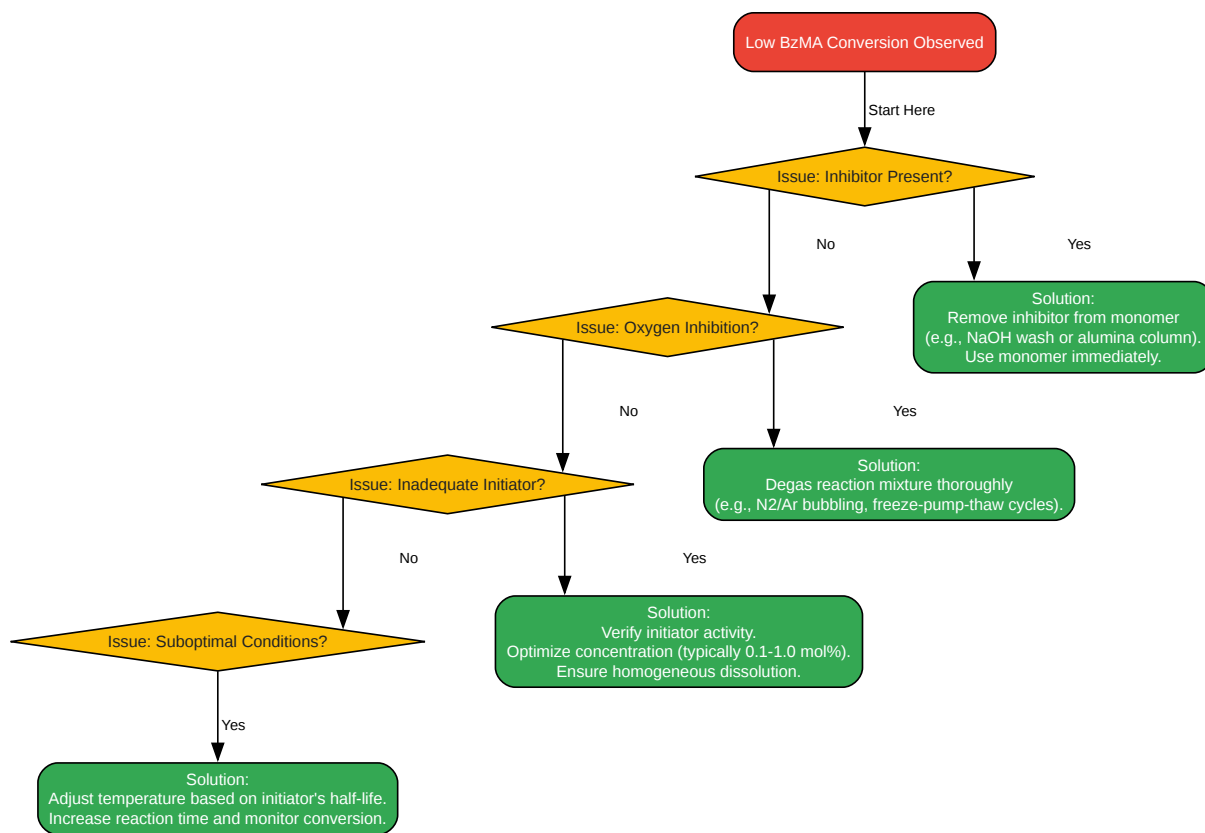 Low BzMA Conversion Observed
Start Here
Issue: Inhibitor Present?
No
Yes
Solution:
Remove inhibitor from monomer
(e.g., NaOH wash or alumina column).
Use monomer immediately.
Issue: Oxygen Inhibition?
No
Yes
Solution:
Degas reaction mixture thoroughly
(e.g., N2/Ar bubbling, freeze-pump-thaw cycles).
Issue: Inadequate Initiator?
No
Yes
Solution:
Verify initiator activity.
Optimize concentration (typically 0.1-1.0 mol%).
Ensure homogeneous dissolution.
Issue: Suboptimal Conditions?
Yes
Solution:
Adjust temperature based on initiator's half-life.
Increase reaction time and monitor conversion.